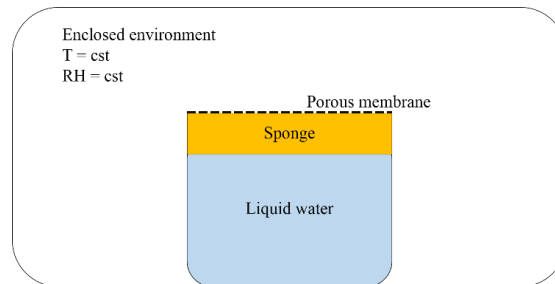 Enclosed environment
T = cst
RH = cst
Porous membrane
Sponge
Liquid water